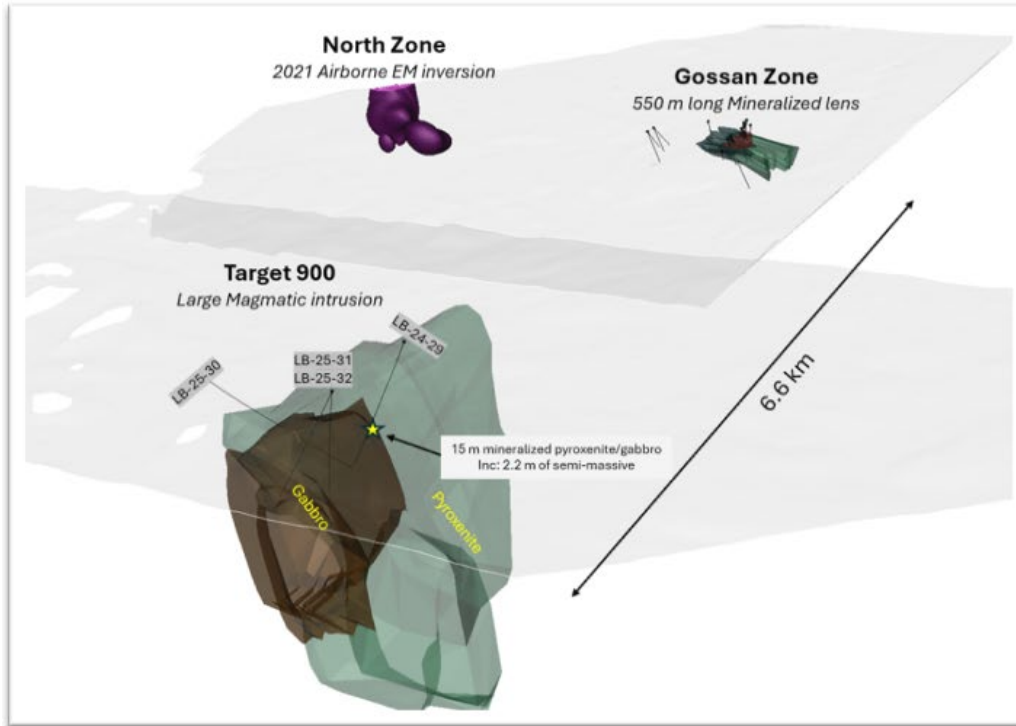 North Zone
2021 Airborne EM inversion
Gossan Zone
550 m long Mineralized lens
Target 900
Large Magmatic intrusion
LB-24-29
LB-25-31
LB-25-32
LB-25-30
6.6 km
15 m mineralized pyroxenite/gabbro
Inc: 2.2 m of semi-massive
Gabbro
Pyroxenite